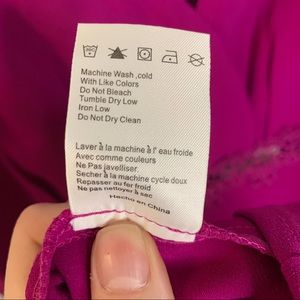 Machine Wash ,cold
With Like Colors
Do Not Bleach
Tumble Dry Low
Iron Low
Do Not Dry Clean
Laver à la machine à l' eau froide
Avec comme couleurs
Ne Pas javelliser.
Secher à la machine cycle doux
Repasser au fer froid
Ne pas nettoyer à sac
Hecho en China